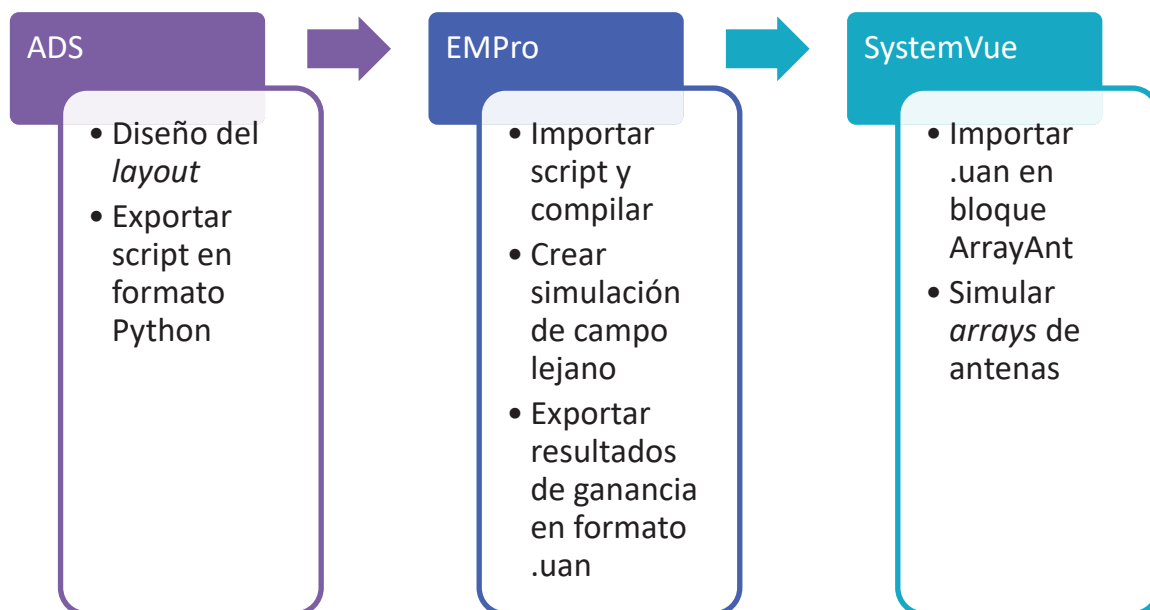 ADS
• Diseño del
layout
• Exportar
script en
formato
Python
EMPro
• Importar
script y
compilar
• Crear
simulación
de campo
lejano
• Exportar
resultados
de ganancia
en formato
.uan
SystemVue
• Importar
.uan en
bloque
ArrayAnt
• Simular
arrays de
antenas